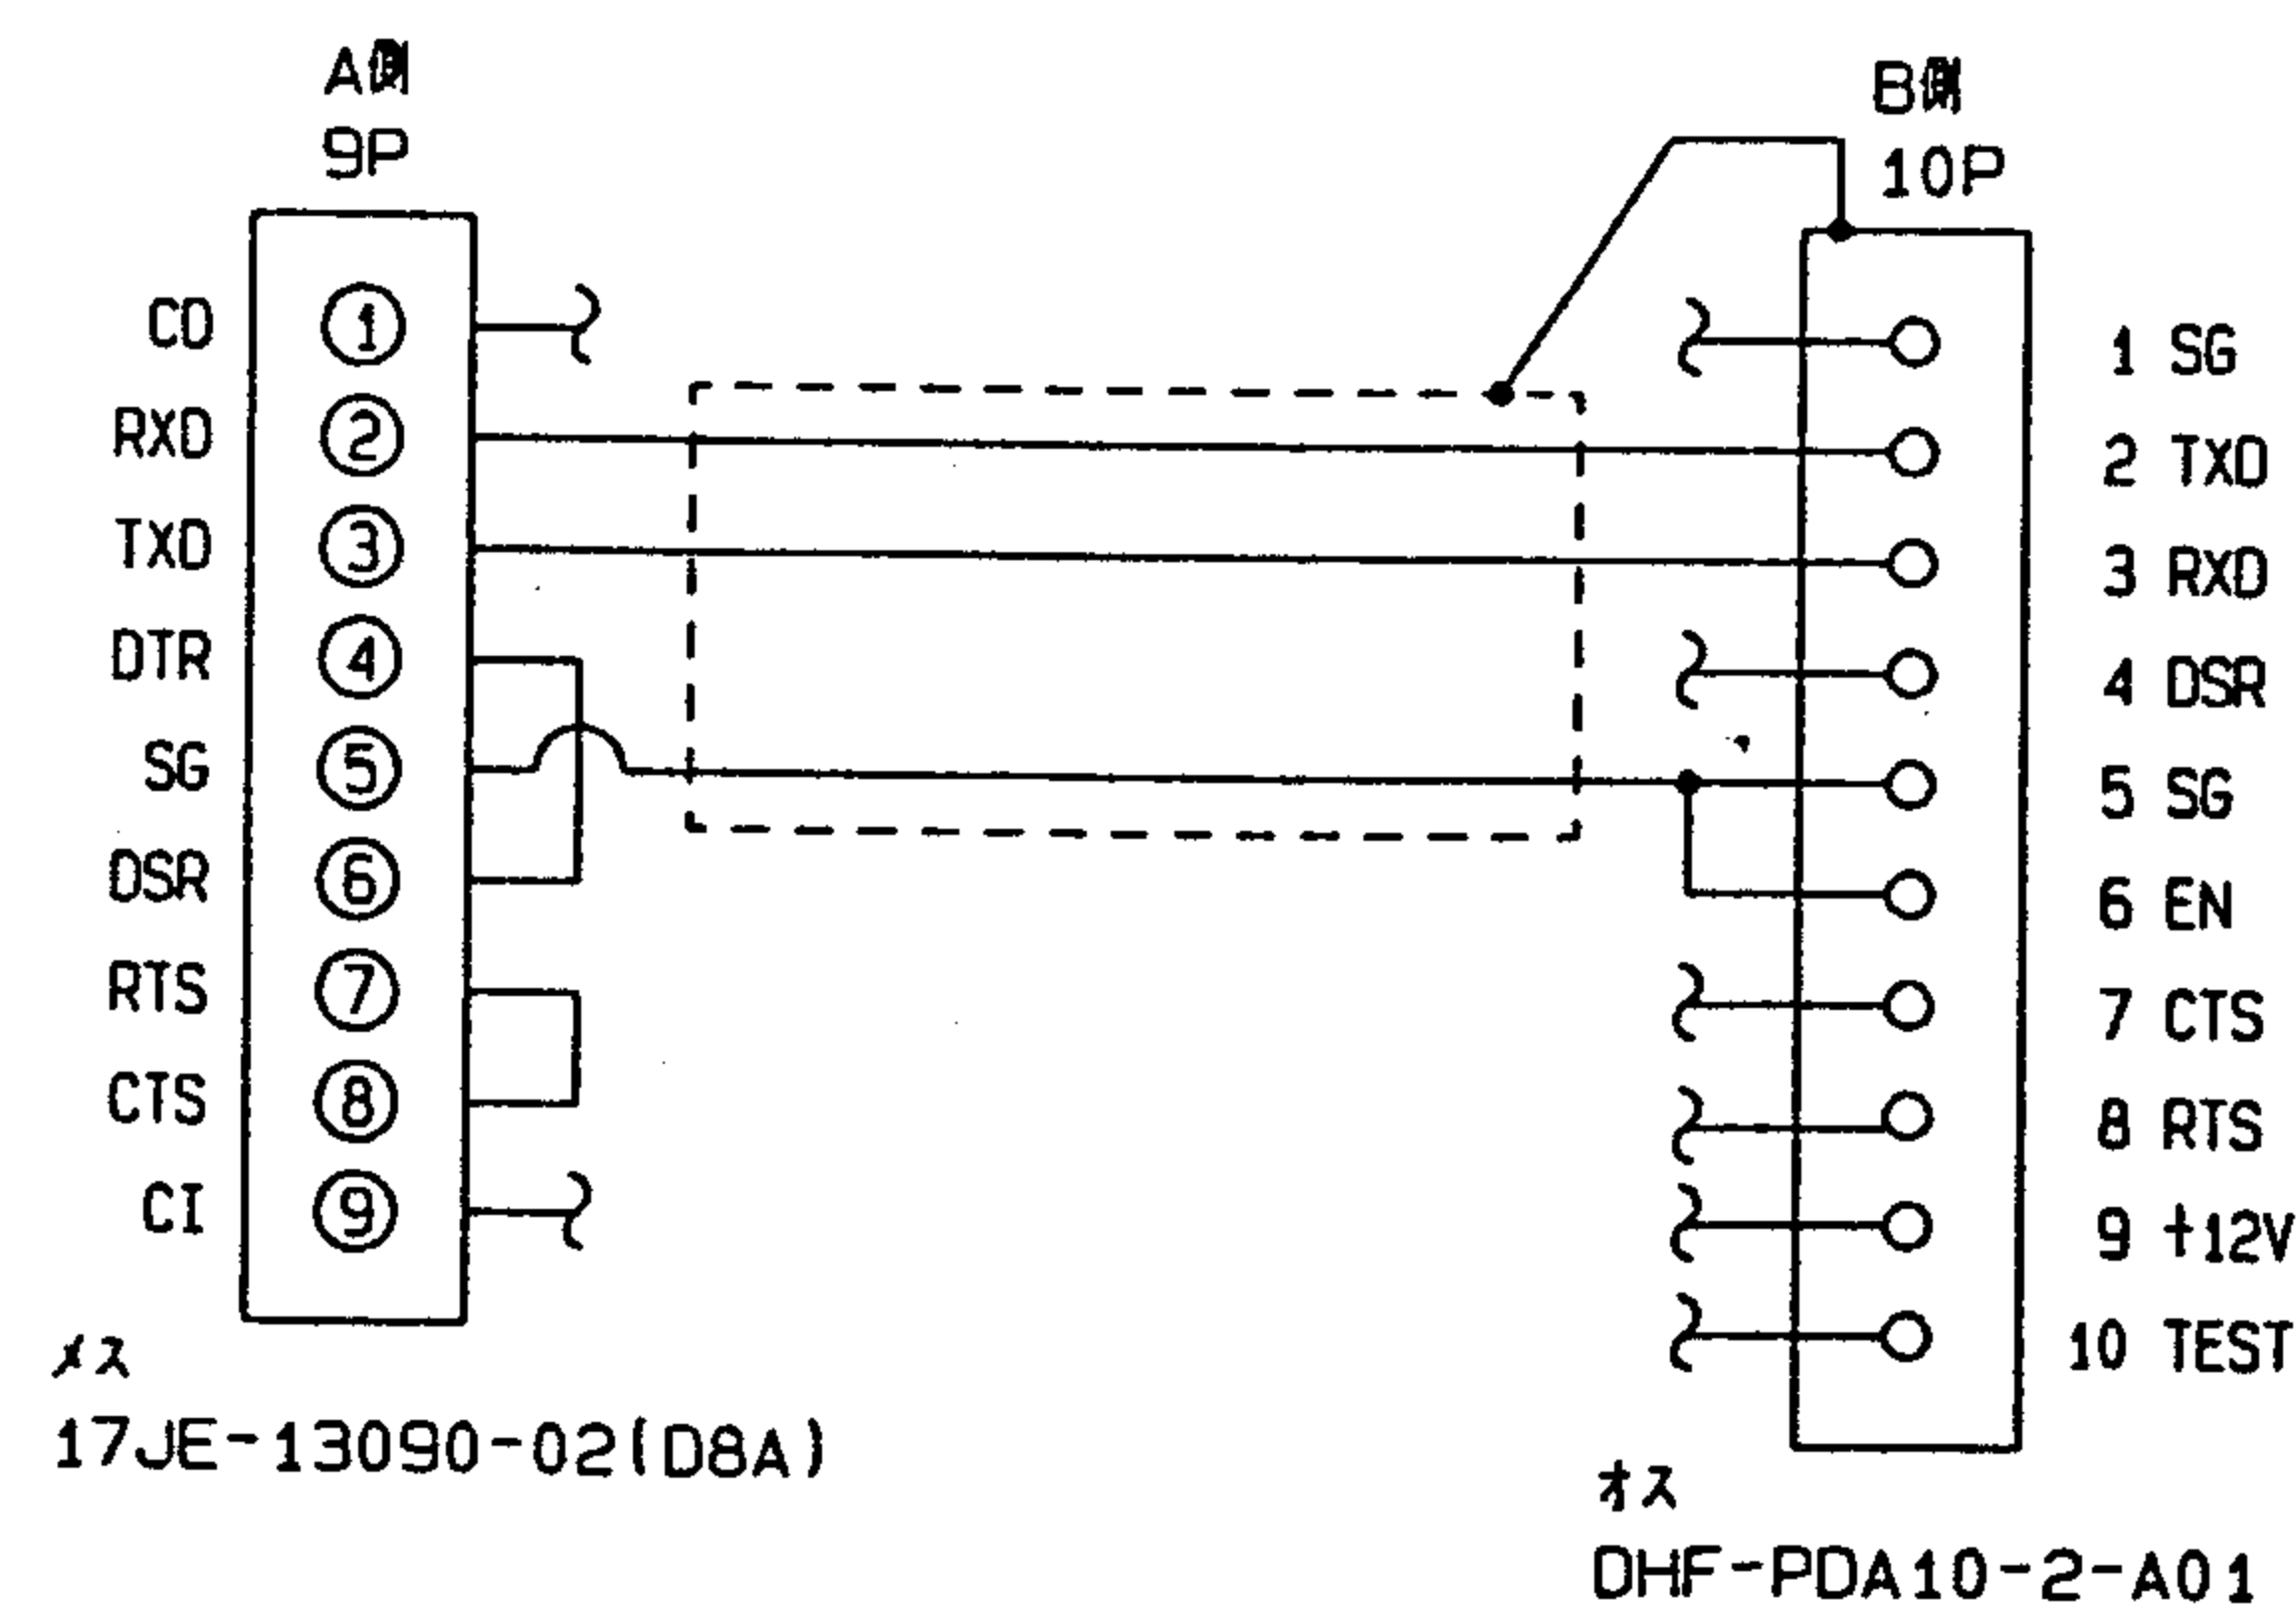 A側
9P
CD ①
RXD ②
TXD ③
DTR ④
SG ⑤
DSR ⑥
RTS ⑦
CTS ⑧
CI ⑨
メス
17JE-13090-02(D8A)
B側
10P
1 SG
2 TXD
3 RXD
4 DSR
5 SG
6 EN
7 CTS
8 RTS
9 +12V
10 TEST
オス
DHF-PDA10-2-A01